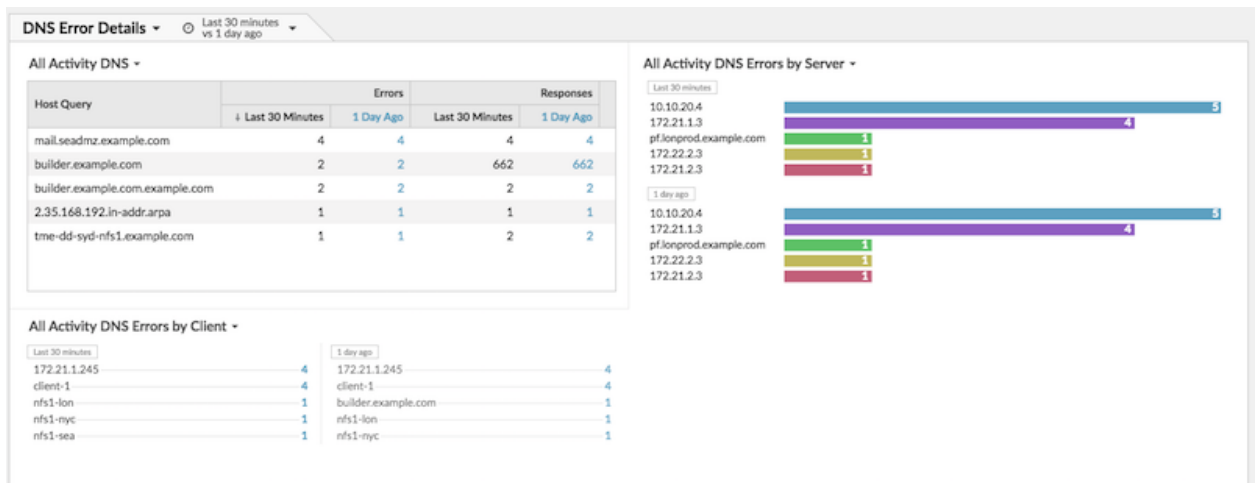 DNS Error Details
Last 30 minutes
vs 1 day ago
All Activity DNS
Host Query Errors Responses
↓ Last 30 Minutes 1 Day Ago Last 30 Minutes 1 Day Ago
mail.seadmz.example.com 4 4 4 4
builder.example.com 2 2 662 662
builder.example.com.example.com 2 2 2 2
2.35.168.192.in-addr.arpa 1 1 1 1
tme-dd-syd-nfs1.example.com 1 1 2 2
All Activity DNS Errors by Server
Last 30 minutes
10.10.20.4 5
172.21.1.3 4
pf.lonprod.example.com 1
172.22.2.3 1
172.21.2.3 1
1 day ago
10.10.20.4 5
172.21.1.3 4
pf.lonprod.example.com 1
172.22.2.3 1
172.21.2.3 1
All Activity DNS Errors by Client
Last 30 minutes
172.21.1.245 4
client-1 4
nfs1-lon 1
nfs1-nyc 1
nfs1-sea 1
1 day ago
172.21.1.245 4
client-1 4
builder.example.com 1
nfs1-lon 1
nfs1-nyc 1